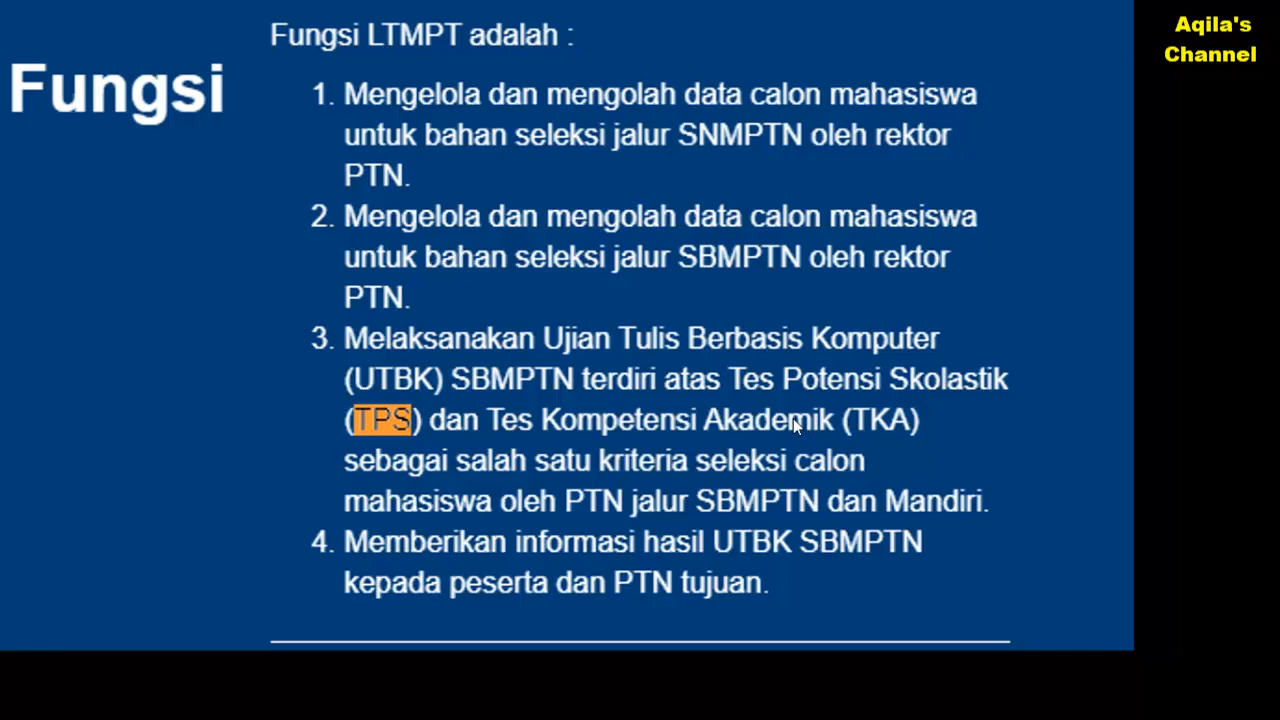 Aqila's
Channel
Fungsi
Fungsi LTMPT adalah :
1. Mengelola dan mengolah data calon mahasiswa
untuk bahan seleksi jalur SNMPTN oleh rektor
PTN.
2. Mengelola dan mengolah data calon mahasiswa
untuk bahan seleksi jalur SBMPTN oleh rektor
PTN.
3. Melaksanakan Ujian Tulis Berbasis Komputer
(UTBK) SBMPTN terdiri atas Tes Potensi Skolastik
(TPS) dan Tes Kompetensi Akademik (TKA)
sebagai salah satu kriteria seleksi calon
mahasiswa oleh PTN jalur SBMPTN dan Mandiri.
4. Memberikan informasi hasil UTBK SBMPTN
kepada peserta dan PTN tujuan.